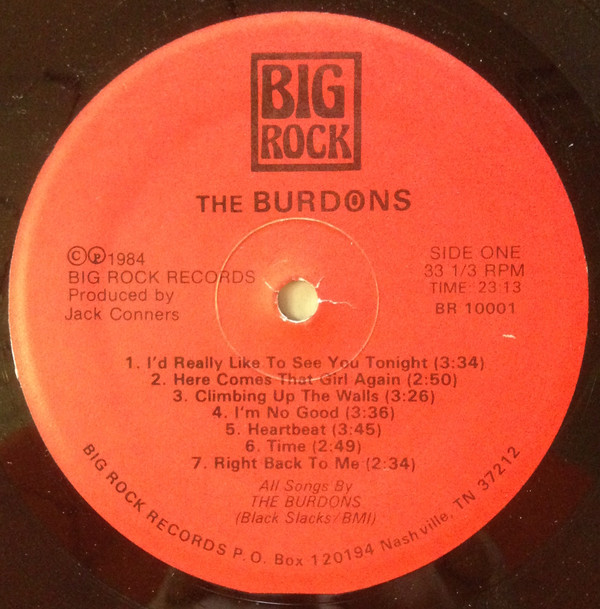 BIG
ROCK
THE BURDONS
©℗1984
BIG ROCK RECORDS
Produced by
Jack Conners
SIDE ONE
33 1/3 RPM
TIME 23:13
BR 10001
1. I'd Really Like To See You Tonight (3:34)
2. Here Comes That Girl Again (2:50)
3. Climbing Up The Walls (3:26)
4. I'm No Good (3:36)
5. Heartbeat (3:45)
6. Time (2:49)
7. Right Back To Me (2:34)
All Songs By
THE BURDONS
(Black Slacks/BMI)
BIG ROCK RECORDS P.O. Box 120194 Nashville, TN 37212